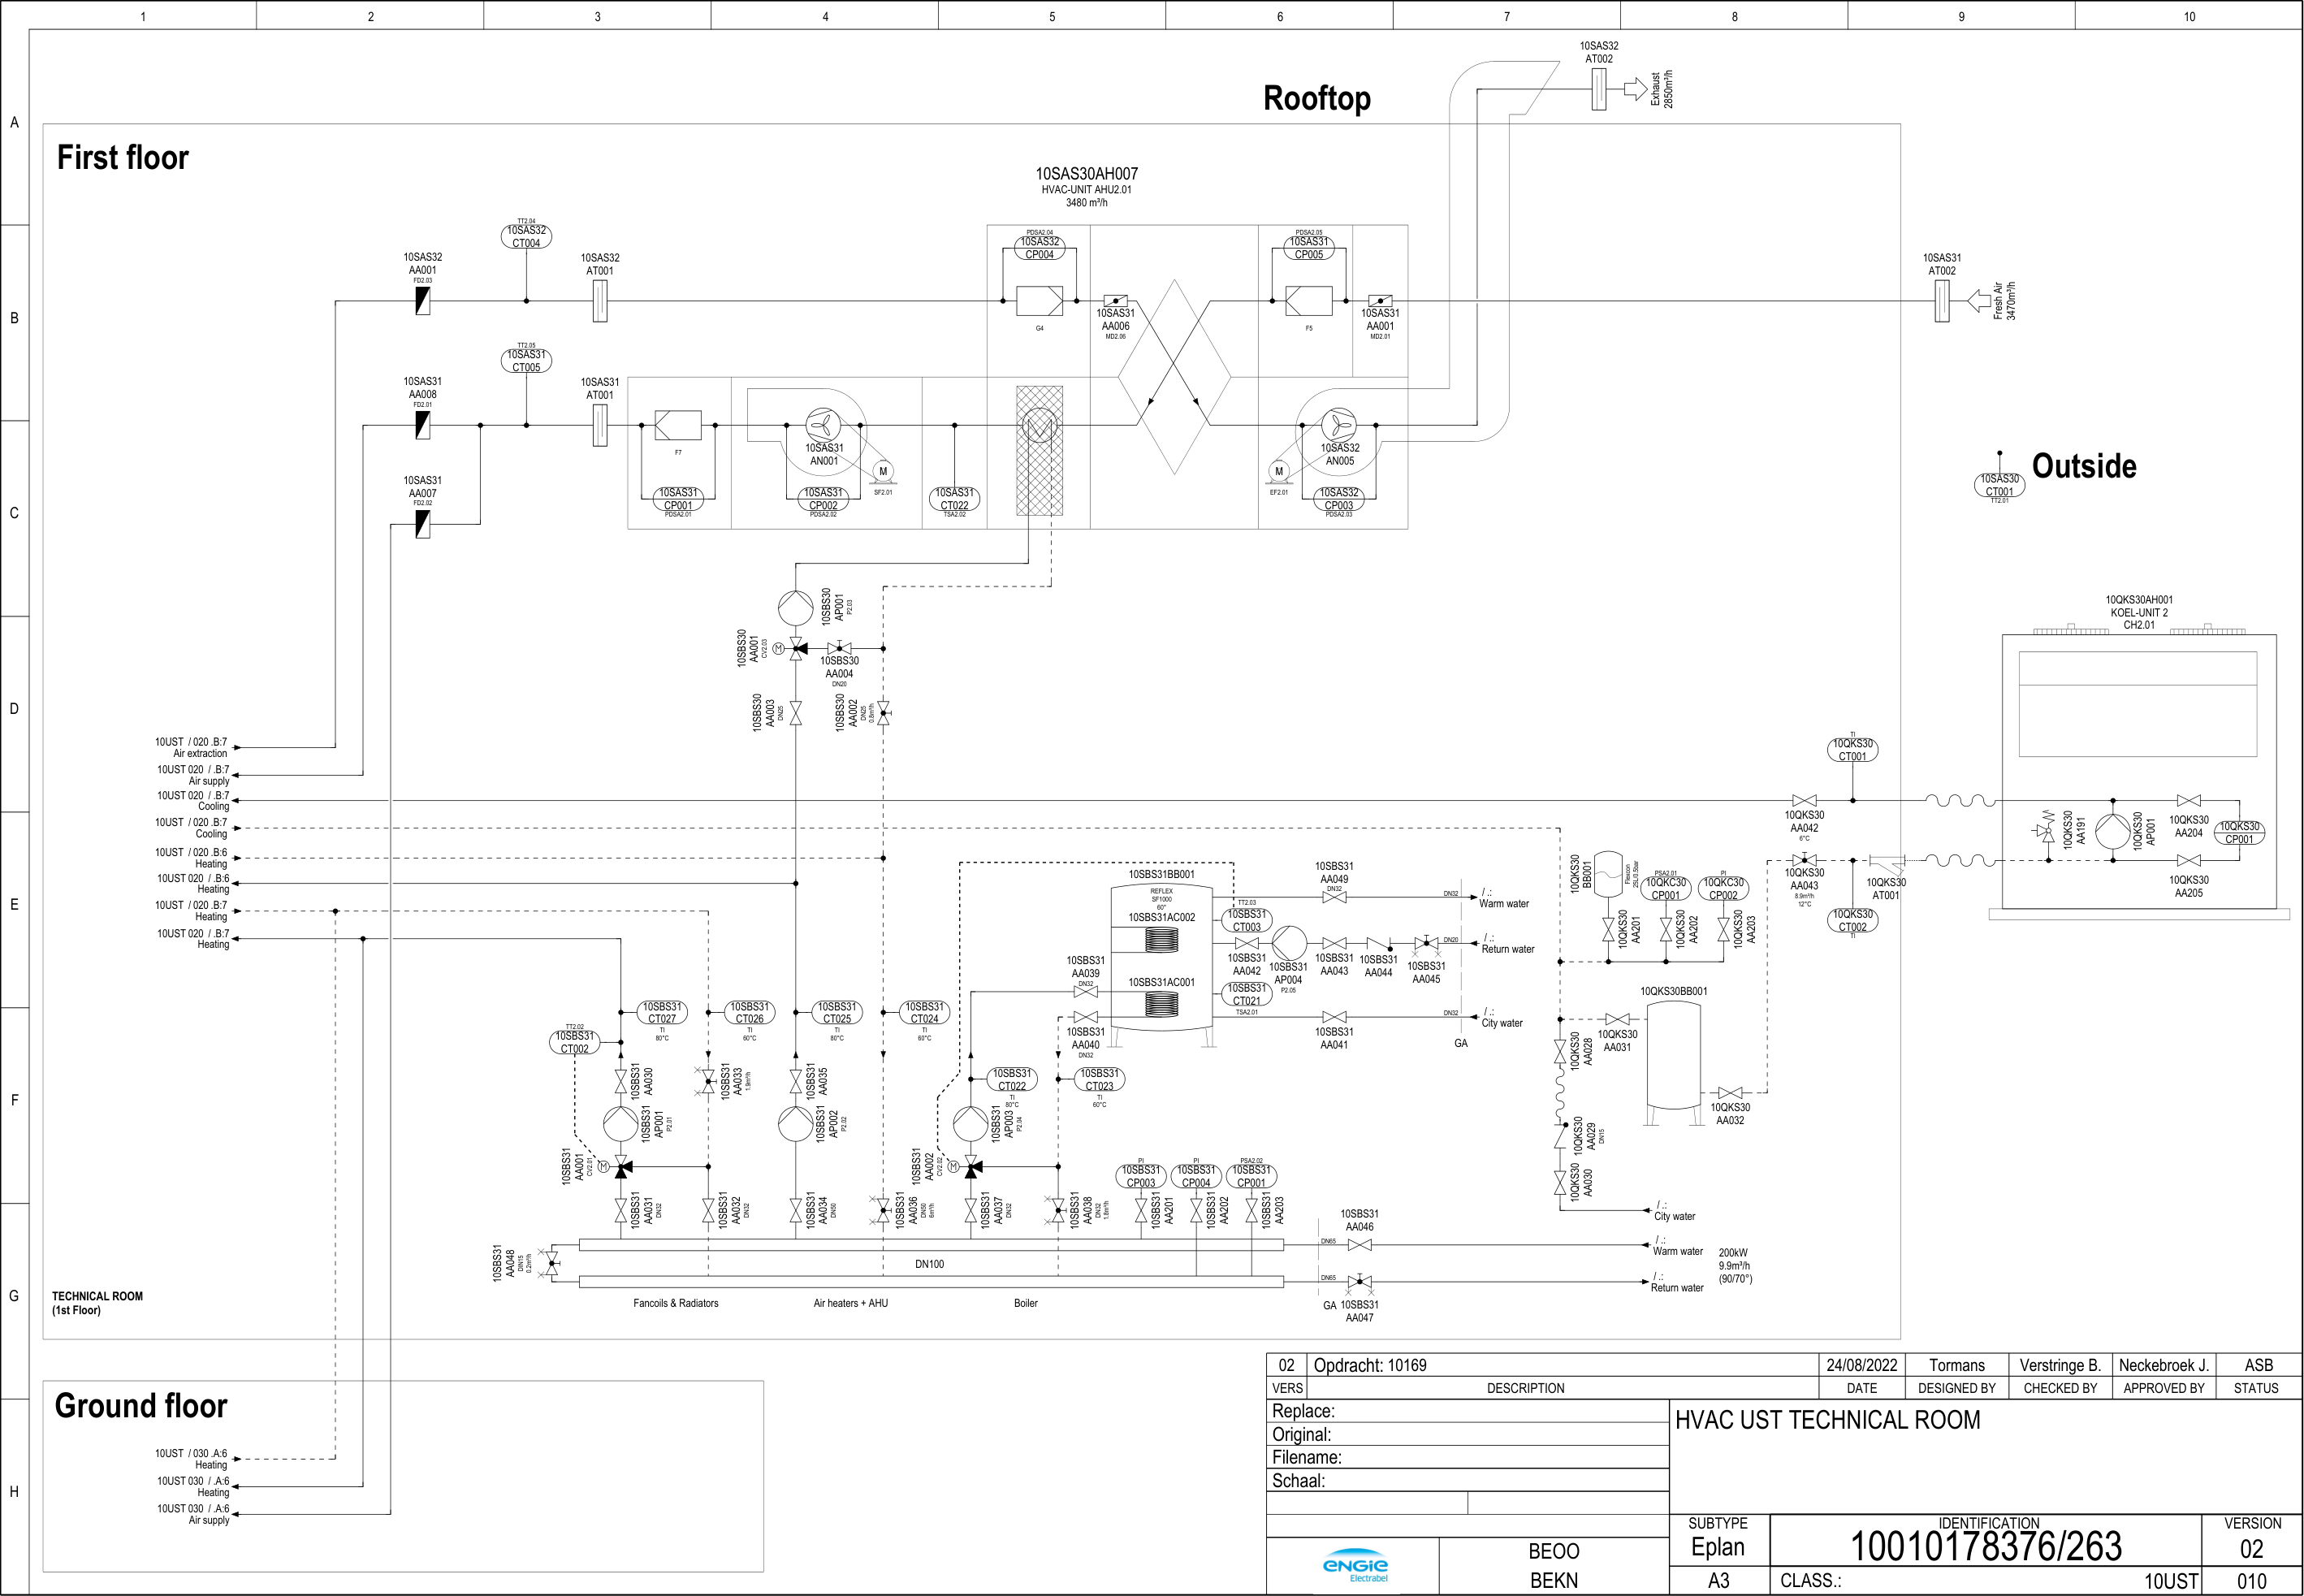 1 2 3 4 5 6 7 8 9 10
A
B
C
D
E
F
G
H
Rooftop
First floor
Outside
Ground floor
10SAS32
AT002
Exhaust
2850m³/h
10SAS30AH007
HVAC-UNIT AHU2.01
3480 m³/h
TT2.04
10SAS32
CT004
10SAS32
AA001
FD2.03
10SAS32
AT001
PDSA2.04
10SAS32
CP004
G4
10SAS31
AA006
MD2.06
PDSA2.05
10SAS31
CP005
F5
10SAS31
AA001
MD2.01
10SAS31
AT002
Fresh Air
3470m³/h
TT2.05
10SAS31
CT005
10SAS31
AA008
FD2.01
10SAS31
AT001
10SAS31
AA007
FD2.02
F7
10SAS31
CP001
PDSA2.01
10SAS31
AN001
M
SF2.01
10SAS31
CP002
PDSA2.02
10SAS31
CT022
TSA2.02
10SAS32
AN005
M
EF2.01
10SAS32
CP003
PDSA2.03
10SAS30
CT001
TT2.01
10SBS30
AP001
P2.03
10SBS30
AA001
CV2.03
M
10SBS30
AA004
DN20
10SBS30
AA003
DN25
10SBS30
AA002
DN25
0.8m³/h
10QKS30AH001
KOEL-UNIT 2
CH2.01
10UST / 020 .B:7
Air extraction
10UST 020 / .B:7
Air supply
10UST 020 / .B:7
Cooling
10UST / 020 .B:7
Cooling
10UST / 020 .B:6
Heating
10UST 020 / .B:6
Heating
10UST / 020 .B:7
Heating
10UST 020 / .B:7
Heating
TI
10QKS30
CT001
10QKS30
AA042
6°C
10QKS30
AA043
8.9m³/h
12°C
10QKS30
CT002
TI
10QKS30
AT001
10QKS30
AA191
10QKS30
AP001
10QKS30
AA204
10QKS30
CP001
10QKS30
AA205
10QKS30
BB001
Flexcon
25L/0.5bar
PSA2.01
10QKC30
CP001
PI
10QKC30
CP002
10QKS30
AA201
10QKS30
AA202
10QKS30
AA203
10SBS31BB001
REFLEX
SF1000
60"
10SBS31AC002
10SBS31AC001
TT2.03
10SBS31
CT003
10SBS31
CT021
TSA2.01
10SBS31
AA049
DN32
DN32
/ .:
Warm water
10SBS31
AA042
10SBS31
AP004
P2.05
10SBS31
AA043
10SBS31
AA044
10SBS31
AA045
DN20
/ .:
Return water
10SBS31
AA041
DN32
/ .:
City water
GA
10SBS31
AA039
DN32
10SBS31
AA040
DN32
10QKS30BB001
10QKS30
AA031
10QKS30
AA032
10QKS30
AA028
10QKS30
AA029
DN15
10QKS30
AA030
/ .:
City water
TT2.02
10SBS31
CT002
10SBS31
CT027
TI
80°C
10SBS31
CT026
TI
60°C
10SBS31
CT025
TI
80°C
10SBS31
CT024
TI
60°C
10SBS31
CT022
TI
80°C
10SBS31
CT023
TI
60°C
10SBS31
AA030
10SBS31
AA033
1.9m³/h
10SBS31
AA035
10SBS31
AP001
P2.01
10SBS31
AP002
P2.02
10SBS31
AP003
P2.04
10SBS31
AA001
CV2.01
M
10SBS31
AA002
CV2.02
M
10SBS31
AA031
DN32
10SBS31
AA032
DN32
10SBS31
AA034
DN50
10SBS31
AA036
DN50
6m³/h
10SBS31
AA037
DN32
10SBS31
AA038
DN32
1.8m³/h
PI
10SBS31
CP003
PI
10SBS31
CP004
PSA2.02
10SBS31
CP001
10SBS31
AA201
10SBS31
AA202
10SBS31
AA203
10SBS31
AA048
DN15
0.2m³/h
DN100
DN65
10SBS31
AA046
/ .:
Warm water
DN65
GA
10SBS31
AA047
/ .:
Return water
200kW
9.9m³/h
(90/70°)
Fancoils & Radiators
Air heaters + AHU
Boiler
TECHNICAL ROOM
(1st Floor)
10UST / 030 .A:6
Heating
10UST 030 / .A:6
Heating
10UST 030 / .A:6
Air supply
02 Opdracht: 10169 24/08/2022 Tormans Verstringe B. Neckebroek J. ASB
VERS DESCRIPTION DATE DESIGNED BY CHECKED BY APPROVED BY STATUS
Replace:
Original:
Filename:
Schaal:
HVAC UST TECHNICAL ROOM
ENGIE
Electrabel
BEOO
BEKN
SUBTYPE
Eplan
A3
IDENTIFICATION
10010178376/263
CLASS.: 10UST
VERSION
02
010